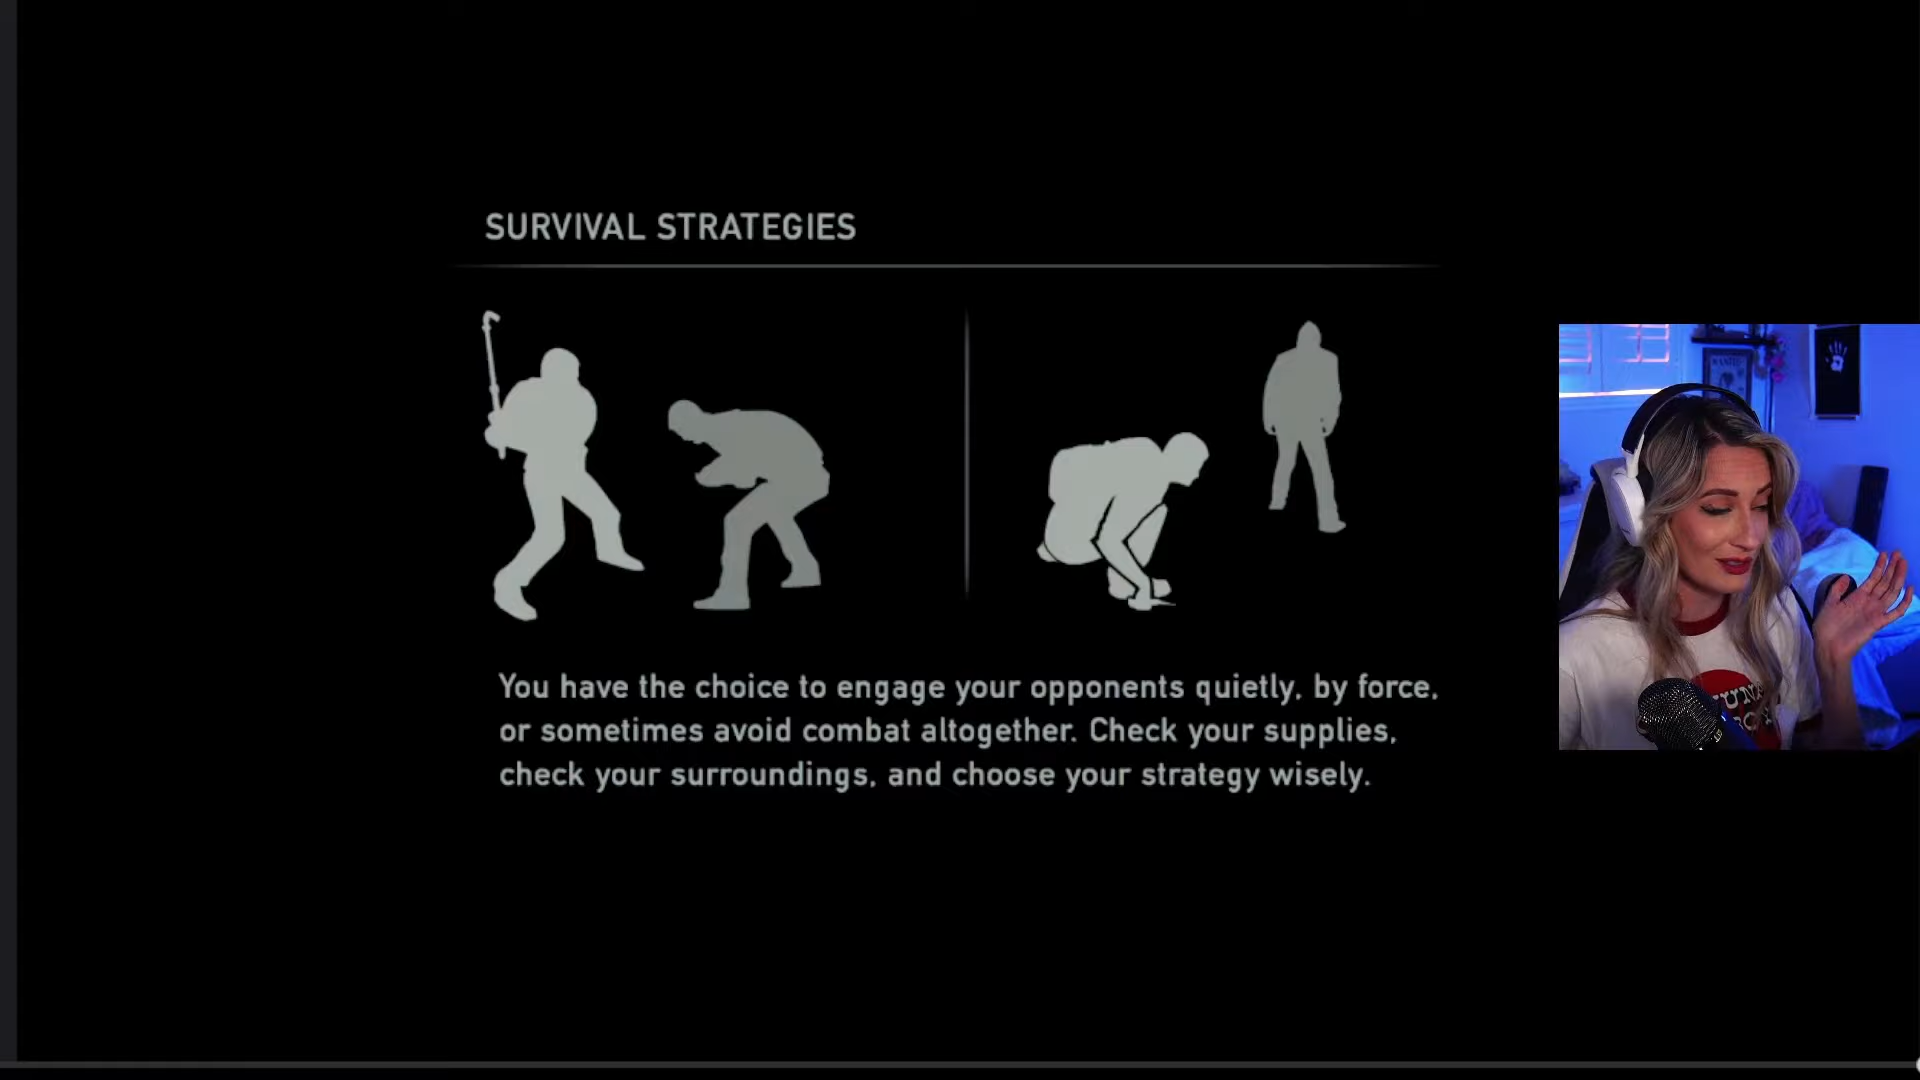 SURVIVAL STRATEGIES
You have the choice to engage your opponents quietly, by force,
or sometimes avoid combat altogether. Check your supplies,
check your surroundings, and choose your strategy wisely.